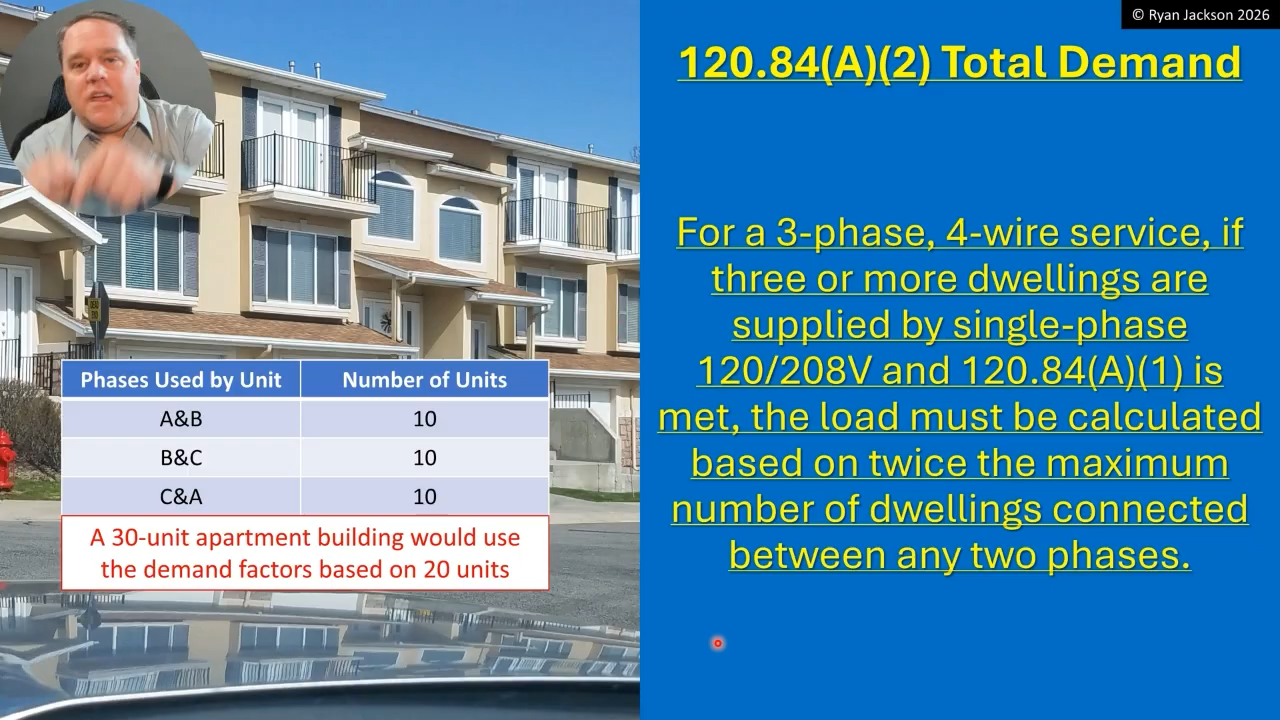 © Ryan Jackson 2026
120.84(A)(2) Total Demand
For a 3-phase, 4-wire service, if
three or more dwellings are
supplied by single-phase
120/208V and 120.84(A)(1) is
met, the load must be calculated
based on twice the maximum
number of dwellings connected
between any two phases.
Phases Used by Unit Number of Units
A&B 10
B&C 10
C&A 10
A 30-unit apartment building would use
the demand factors based on 20 units